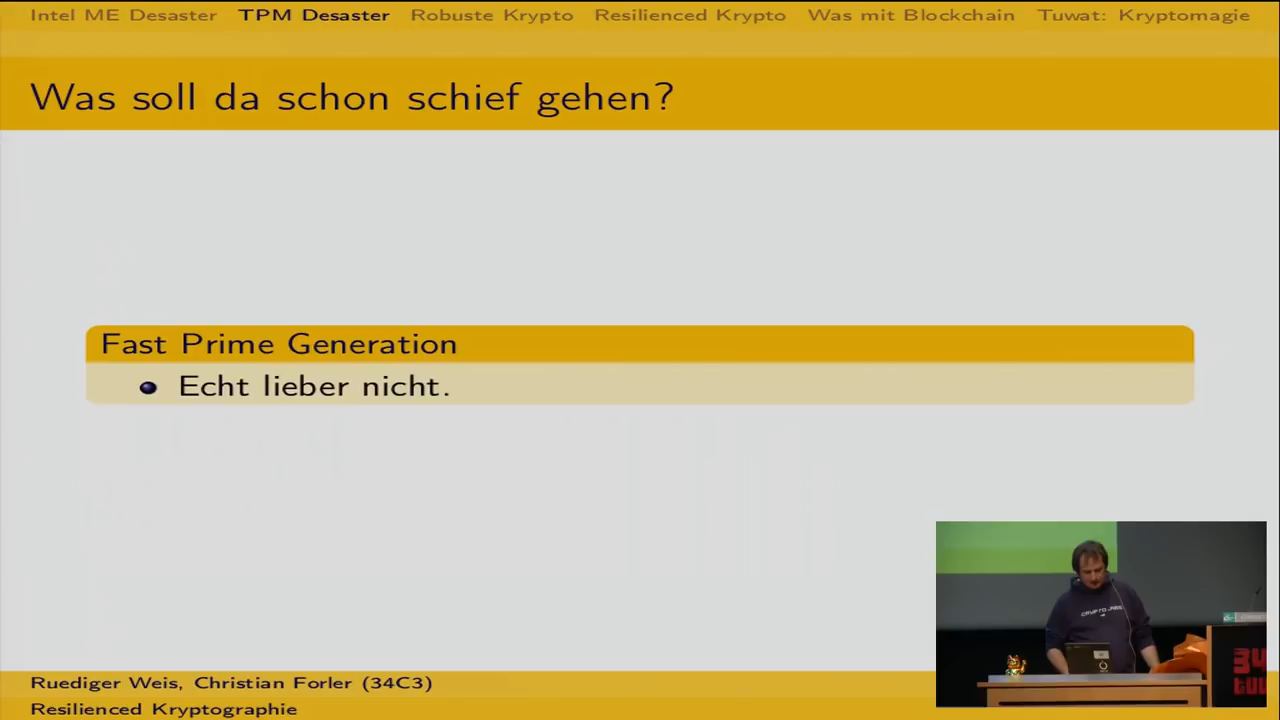 Intel ME Desaster TPM Desaster Robuste Krypto Resilienced Krypto Was mit Blockchain Tuwat: Kryptomagie
Was soll da schon schief gehen?
Fast Prime Generation
Echt lieber nicht.
Ruediger Weis, Christian Forler (34C3)
Resilienced Kryptographie